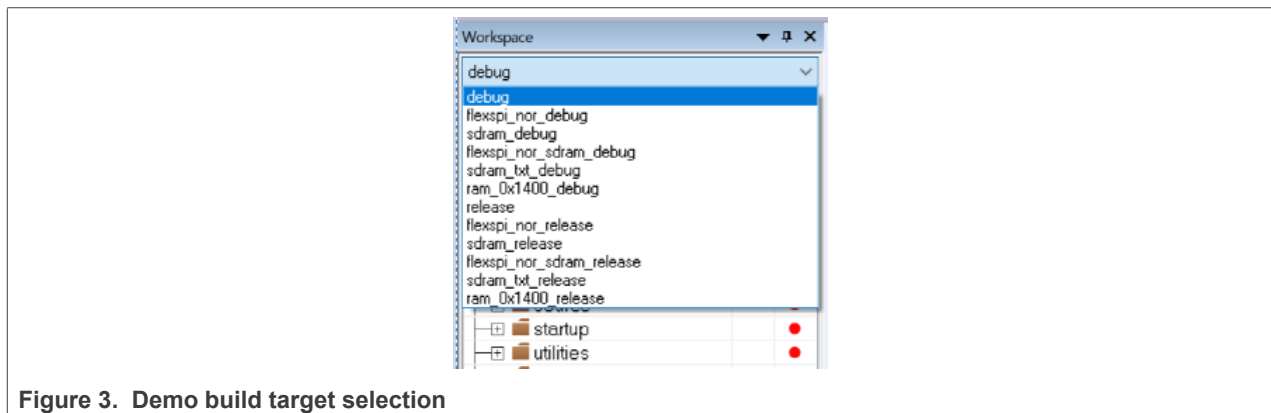 Workspace
debug
debug
flexspi_nor_debug
sdram_debug
flexspi_nor_sdram_debug
sdram_txt_debug
ram_0x1400_debug
release
flexspi_nor_release
sdram_release
flexspi_nor_sdram_release
sdram_txt_release
ram_0x1400_release
startup
utilities
Figure 3. Demo build target selection